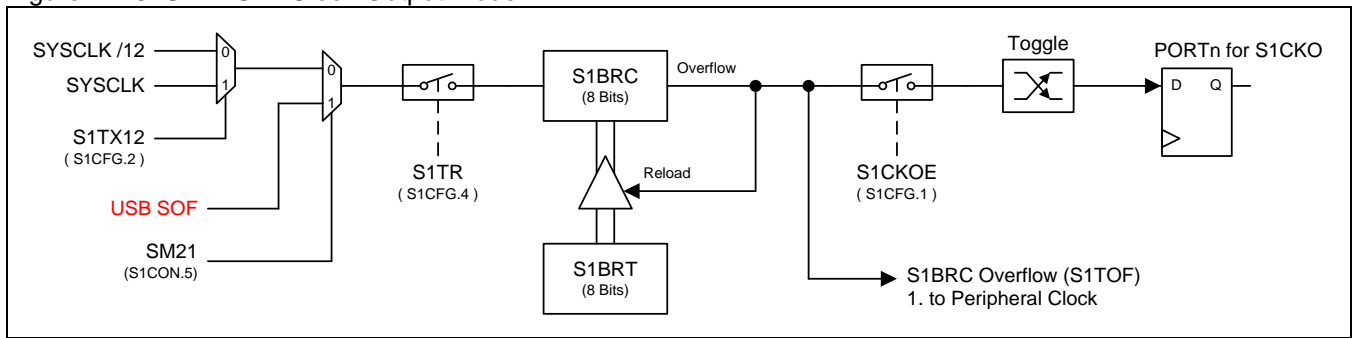 SYSCLK /12
SYSCLK
S1TX12
( S1CFG.2 )
USB SOF
SM21
(S1CON.5)
0
1
0
1
S1TR
( S1CFG.4 )
S1BRC
(8 Bits)
Overflow
Reload
S1BRT
(8 Bits)
S1CKOE
( S1CFG.1 )
Toggle
PORTn for S1CKO
D Q
S1BRC Overflow (S1TOF)
1. to Peripheral Clock